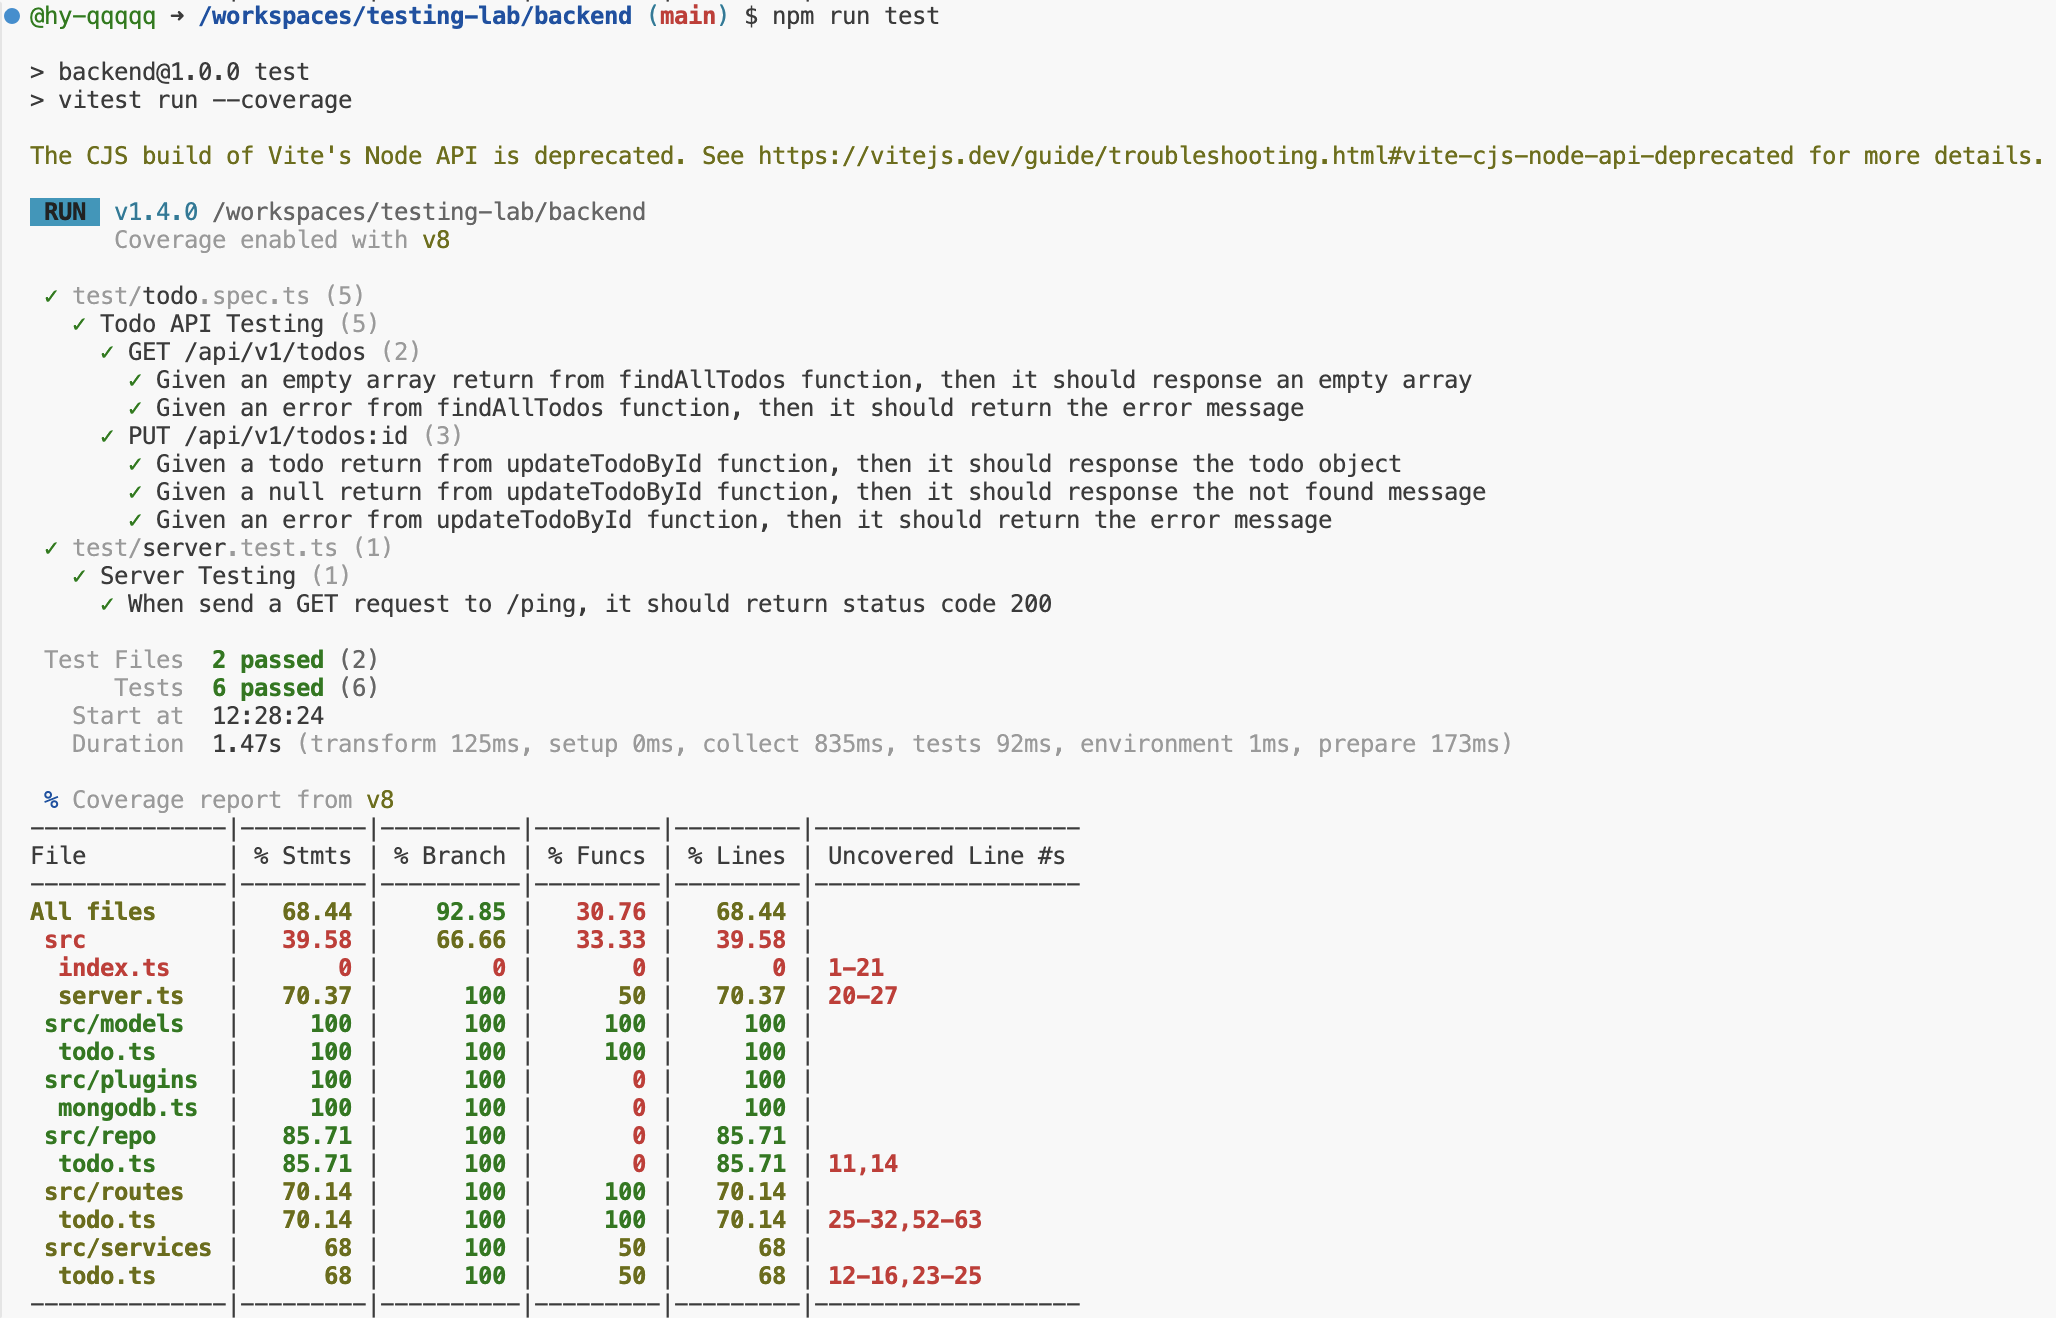 @hy-qqqqq ➜ /workspaces/testing-lab/backend (main) $ npm run test
> backend@1.0.0 test
> vitest run --coverage
The CJS build of Vite's Node API is deprecated. See https://vitejs.dev/guide/troubleshooting.html#vite-cjs-node-api-deprecated for more details.
RUN v1.4.0 /workspaces/testing-lab/backend
Coverage enabled with v8
✓ test/todo.spec.ts (5)
✓ Todo API Testing (5)
✓ GET /api/v1/todos (2)
✓ Given an empty array return from findAllTodos function, then it should response an empty array
✓ Given an error from findAllTodos function, then it should return the error message
✓ PUT /api/v1/todos:id (3)
✓ Given a todo return from updateTodoById function, then it should response the todo object
✓ Given a null return from updateTodoById function, then it should response the not found message
✓ Given an error from updateTodoById function, then it should return the error message
✓ test/server.test.ts (1)
✓ Server Testing (1)
✓ When send a GET request to /ping, it should return status code 200
Test Files 2 passed (2)
Tests 6 passed (6)
Start at 12:28:24
Duration 1.47s (transform 125ms, setup 0ms, collect 835ms, tests 92ms, environment 1ms, prepare 173ms)
% Coverage report from v8
File | % Stmts | % Branch | % Funcs | % Lines | Uncovered Line #s
All files | 68.44 | 92.85 | 30.76 | 68.44 |
src | 39.58 | 66.66 | 33.33 | 39.58 |
index.ts | 0 | 0 | 0 | 0 | 1-21
server.ts | 70.37 | 100 | 50 | 70.37 | 20-27
src/models | 100 | 100 | 100 | 100 |
todo.ts | 100 | 100 | 100 | 100 |
src/plugins | 100 | 100 | 0 | 100 |
mongodb.ts | 100 | 100 | 0 | 100 |
src/repo | 85.71 | 100 | 0 | 85.71 |
todo.ts | 85.71 | 100 | 0 | 85.71 | 11,14
src/routes | 70.14 | 100 | 100 | 70.14 |
todo.ts | 70.14 | 100 | 100 | 70.14 | 25-32,52-63
src/services | 68 | 100 | 50 | 68 |
todo.ts | 68 | 100 | 50 | 68 | 12-16,23-25